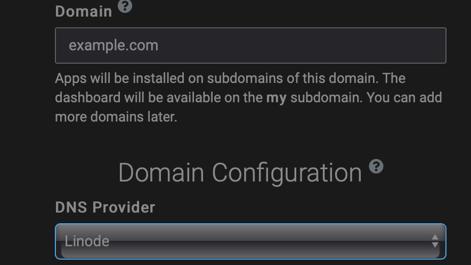 Domain ?
example.com
Apps will be installed on subdomains of this domain. The
dashboard will be available on the my subdomain. You can add
more domains later.
Domain Configuration ?
DNS Provider
Linode